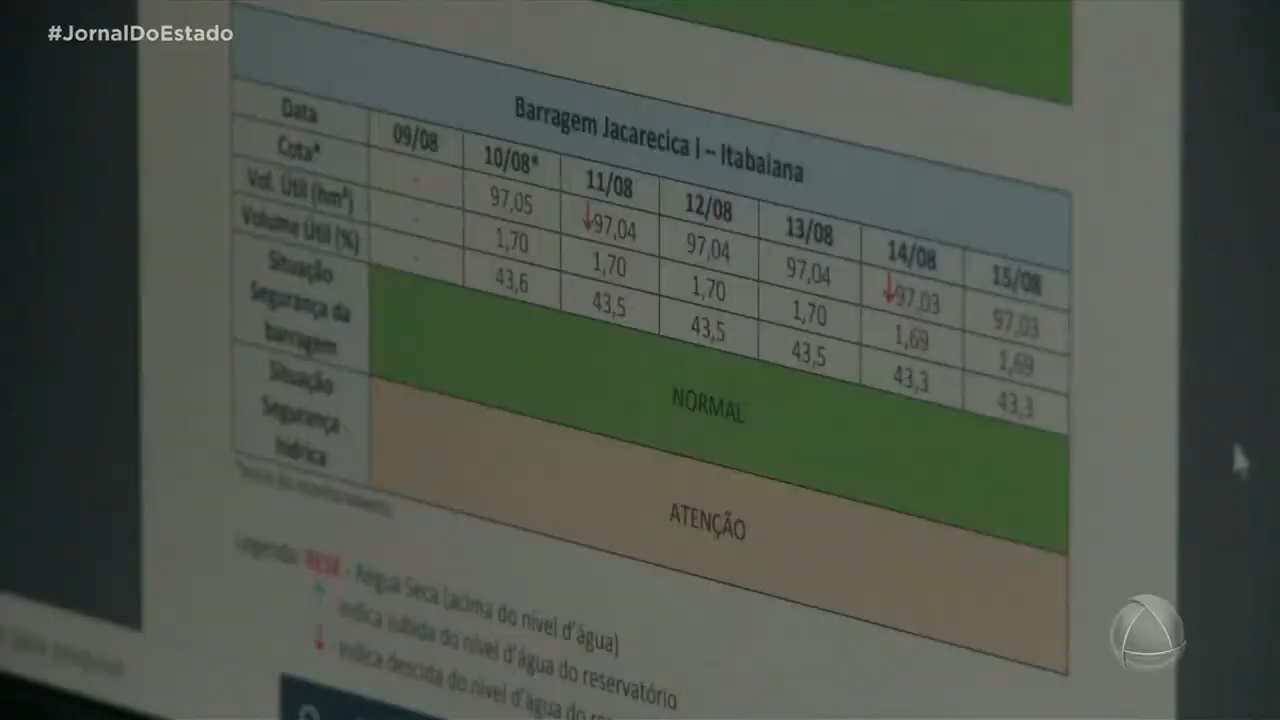 #JornalDoEstado
Barragem Jacarecica I – Itabaiana
Data 09/08 10/08* 11/08 12/08 13/08 14/08 15/08
Cota* - 97,05 ↓97,04 97,04 97,04 ↓97,03 97,03
Vol. Útil (hm³) - 1,70 1,70 1,70 1,70 1,69 1,69
Volume Útil (%) - 43,6 43,5 43,5 43,5 43,3 43,3
Situação
Segurança da
barragem
NORMAL
Situação
Segurança
hídrica
ATENÇÃO
Legenda: - Régua Seca (acima do nível d'água)
Indica subida do nível d'água do reservatório
↓ Indica descida do nível d'água do